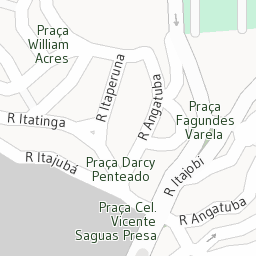 Praça
William
Acres
R Itaperuna
R Angatuba
Praça
Fagundes
Varela
R Itatinga
R Itajubá
Praça Darcy
Penteado
R Itajobi
Praça Cel.
Vicente
Saguas Presa
R Angatuba